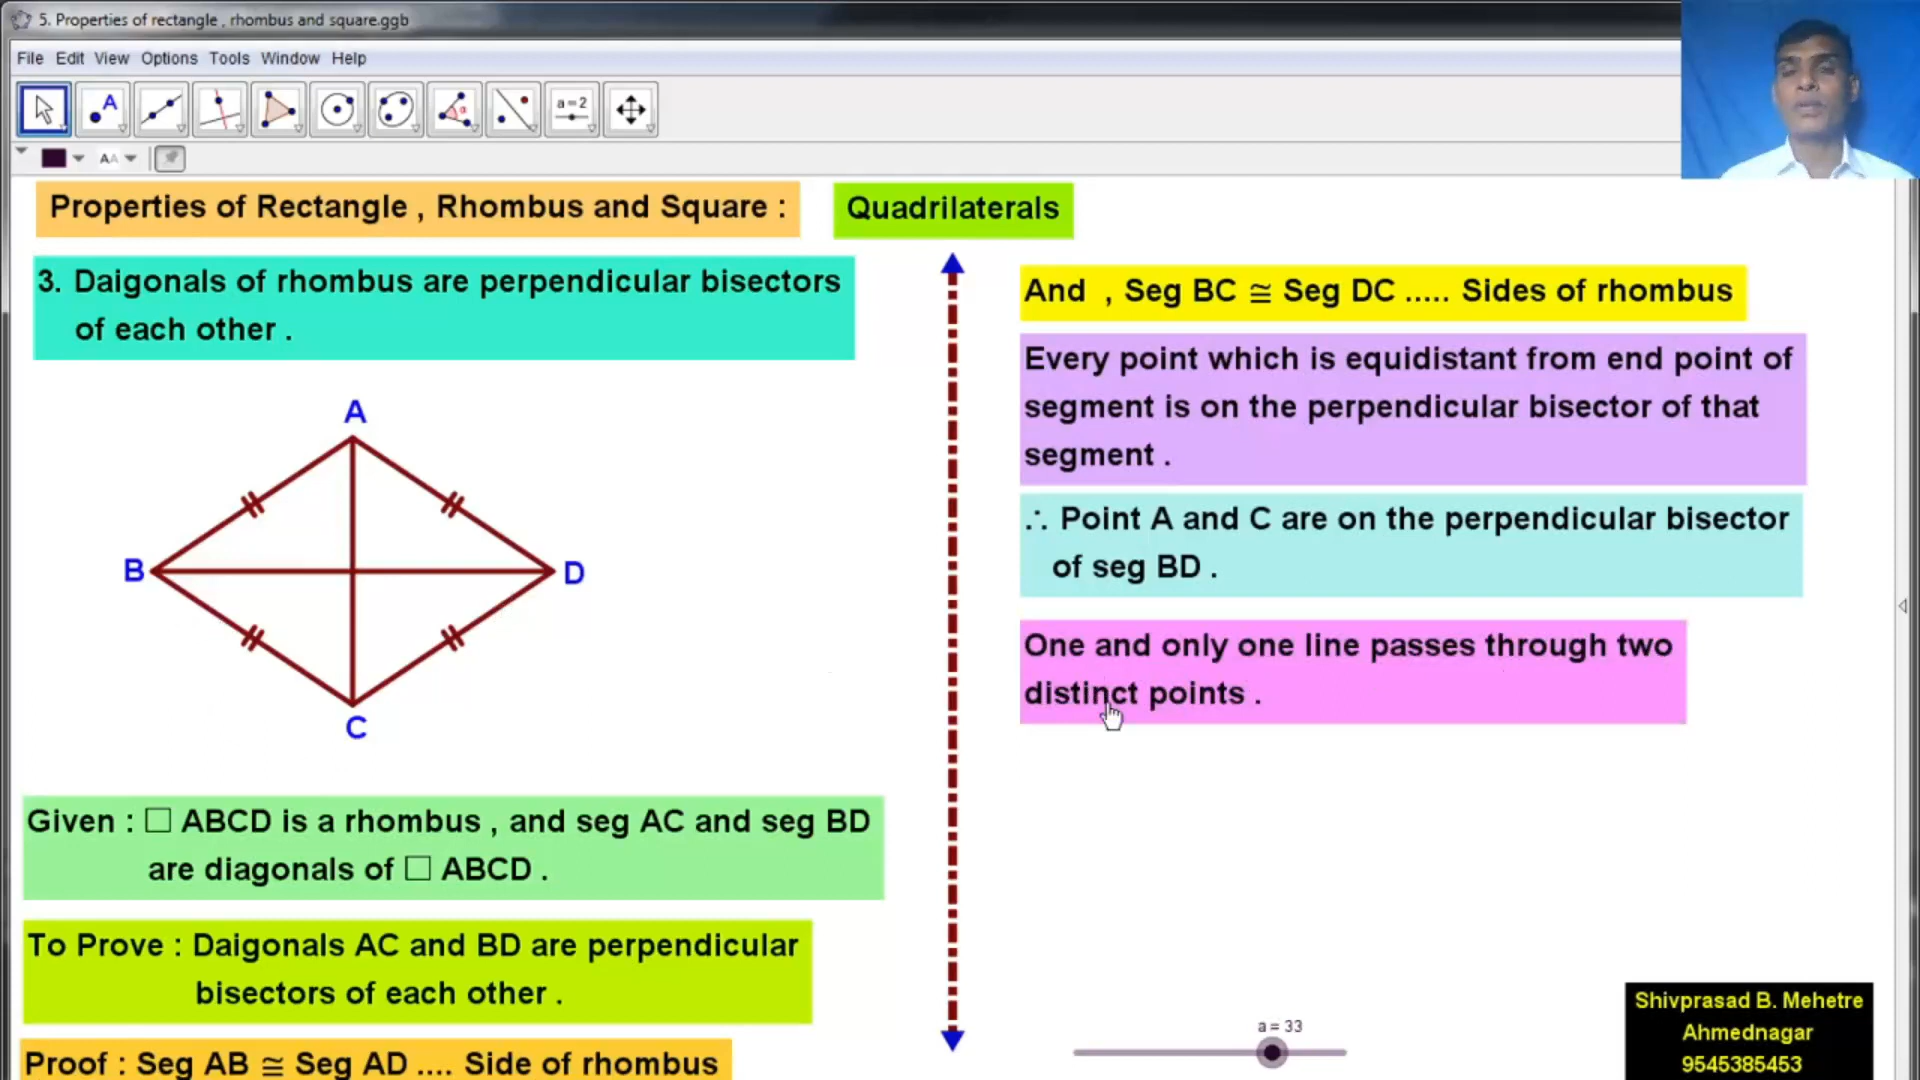 5. Properties of rectangle , rhombus and square.ggb
File Edit View Options Tools Window Help
A
a=2
AA
Properties of Rectangle , Rhombus and Square :
Quadrilaterals
3. Daigonals of rhombus are perpendicular bisectors
of each other .
A
B
D
C
Given : □ ABCD is a rhombus , and seg AC and seg BD
are diagonals of □ ABCD .
To Prove : Daigonals AC and BD are perpendicular
bisectors of each other .
Proof : Seg AB ≅ Seg AD .... Side of rhombus
And , Seg BC ≅ Seg DC ..... Sides of rhombus
Every point which is equidistant from end point of
segment is on the perpendicular bisector of that
segment .
∴ Point A and C are on the perpendicular bisector
of seg BD .
One and only one line passes through two
distinct points .
a = 33
Shivprasad B. Mehetre
Ahmednagar
9545385453